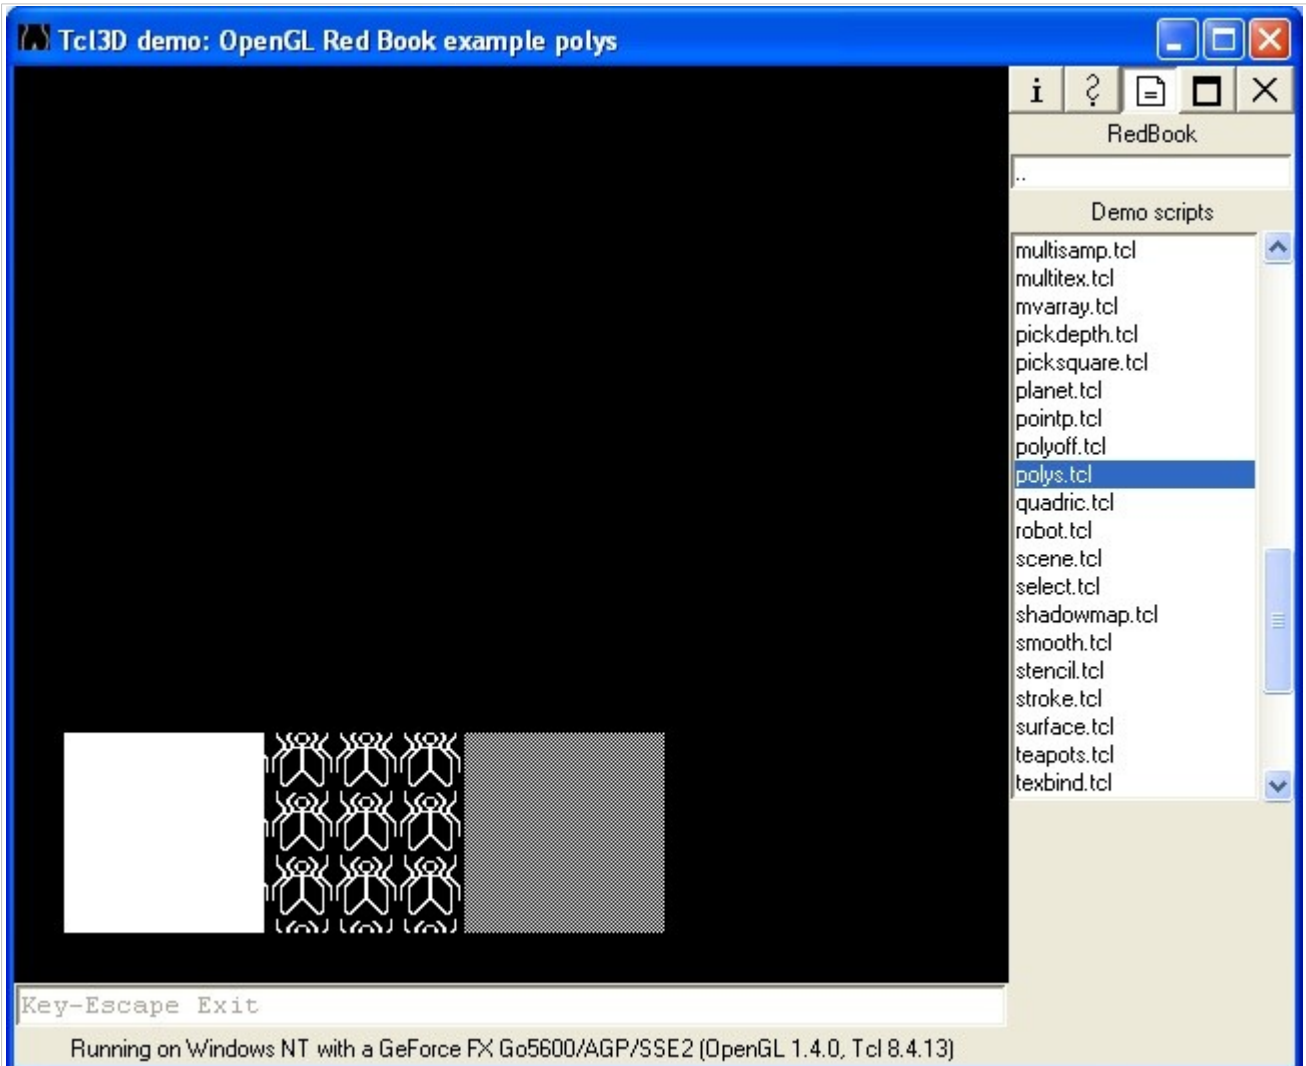 Tcl3D demo: OpenGL Red Book example polys
RedBook
..
Demo scripts
multisamp.tcl
multitex.tcl
mvarray.tcl
pickdepth.tcl
picksquare.tcl
planet.tcl
pointp.tcl
polyoff.tcl
polys.tcl
quadric.tcl
robot.tcl
scene.tcl
select.tcl
shadowmap.tcl
smooth.tcl
stencil.tcl
stroke.tcl
surface.tcl
teapots.tcl
texbind.tcl
Key-Escape Exit
Running on Windows NT with a GeForce FX Go5600/AGP/SSE2 (OpenGL 1.4.0, Tcl 8.4.13)